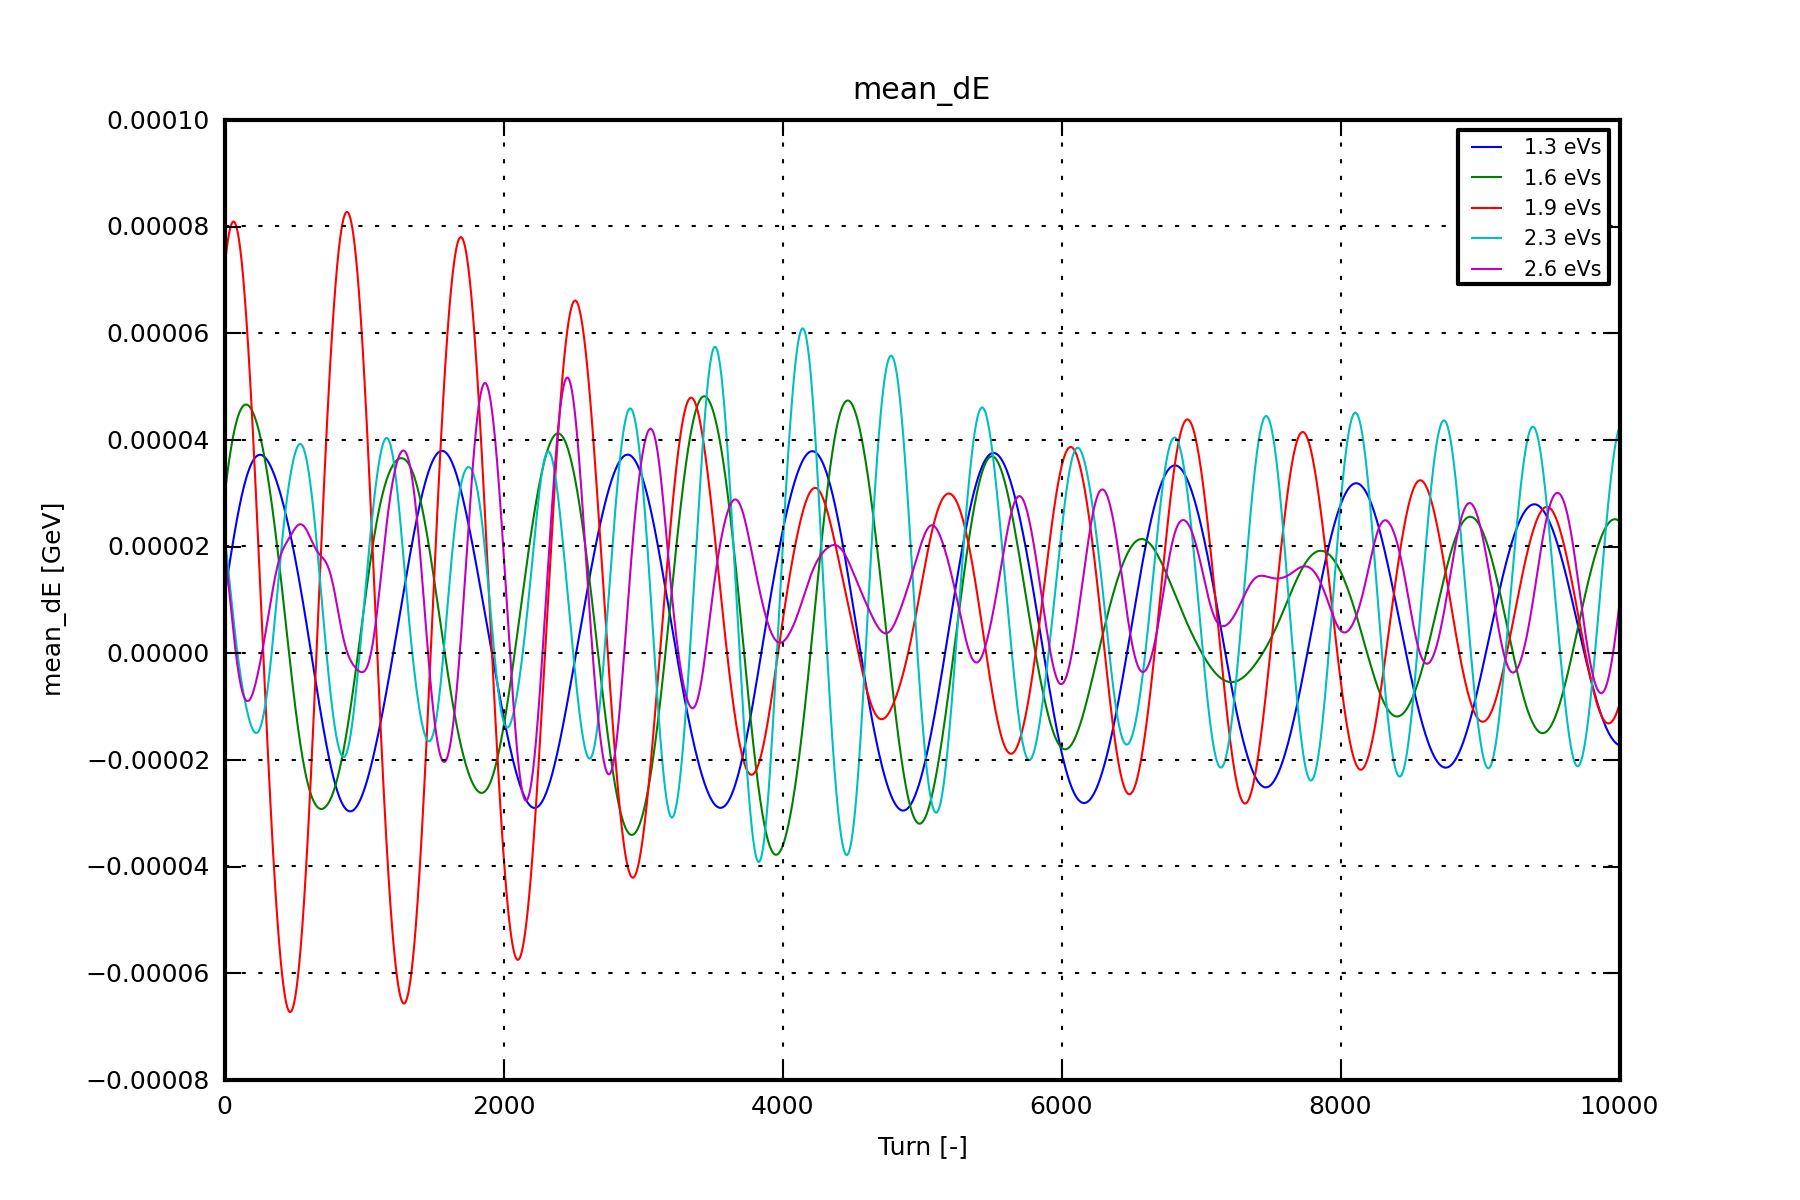 mean_dE
0.00010
0.00008
0.00006
0.00004
0.00002
0.00000
−0.00002
−0.00004
−0.00006
−0.00008
mean_dE [GeV]
1.3 eVs
1.6 eVs
1.9 eVs
2.3 eVs
2.6 eVs
0 2000 4000 6000 8000 10000
Turn [-]